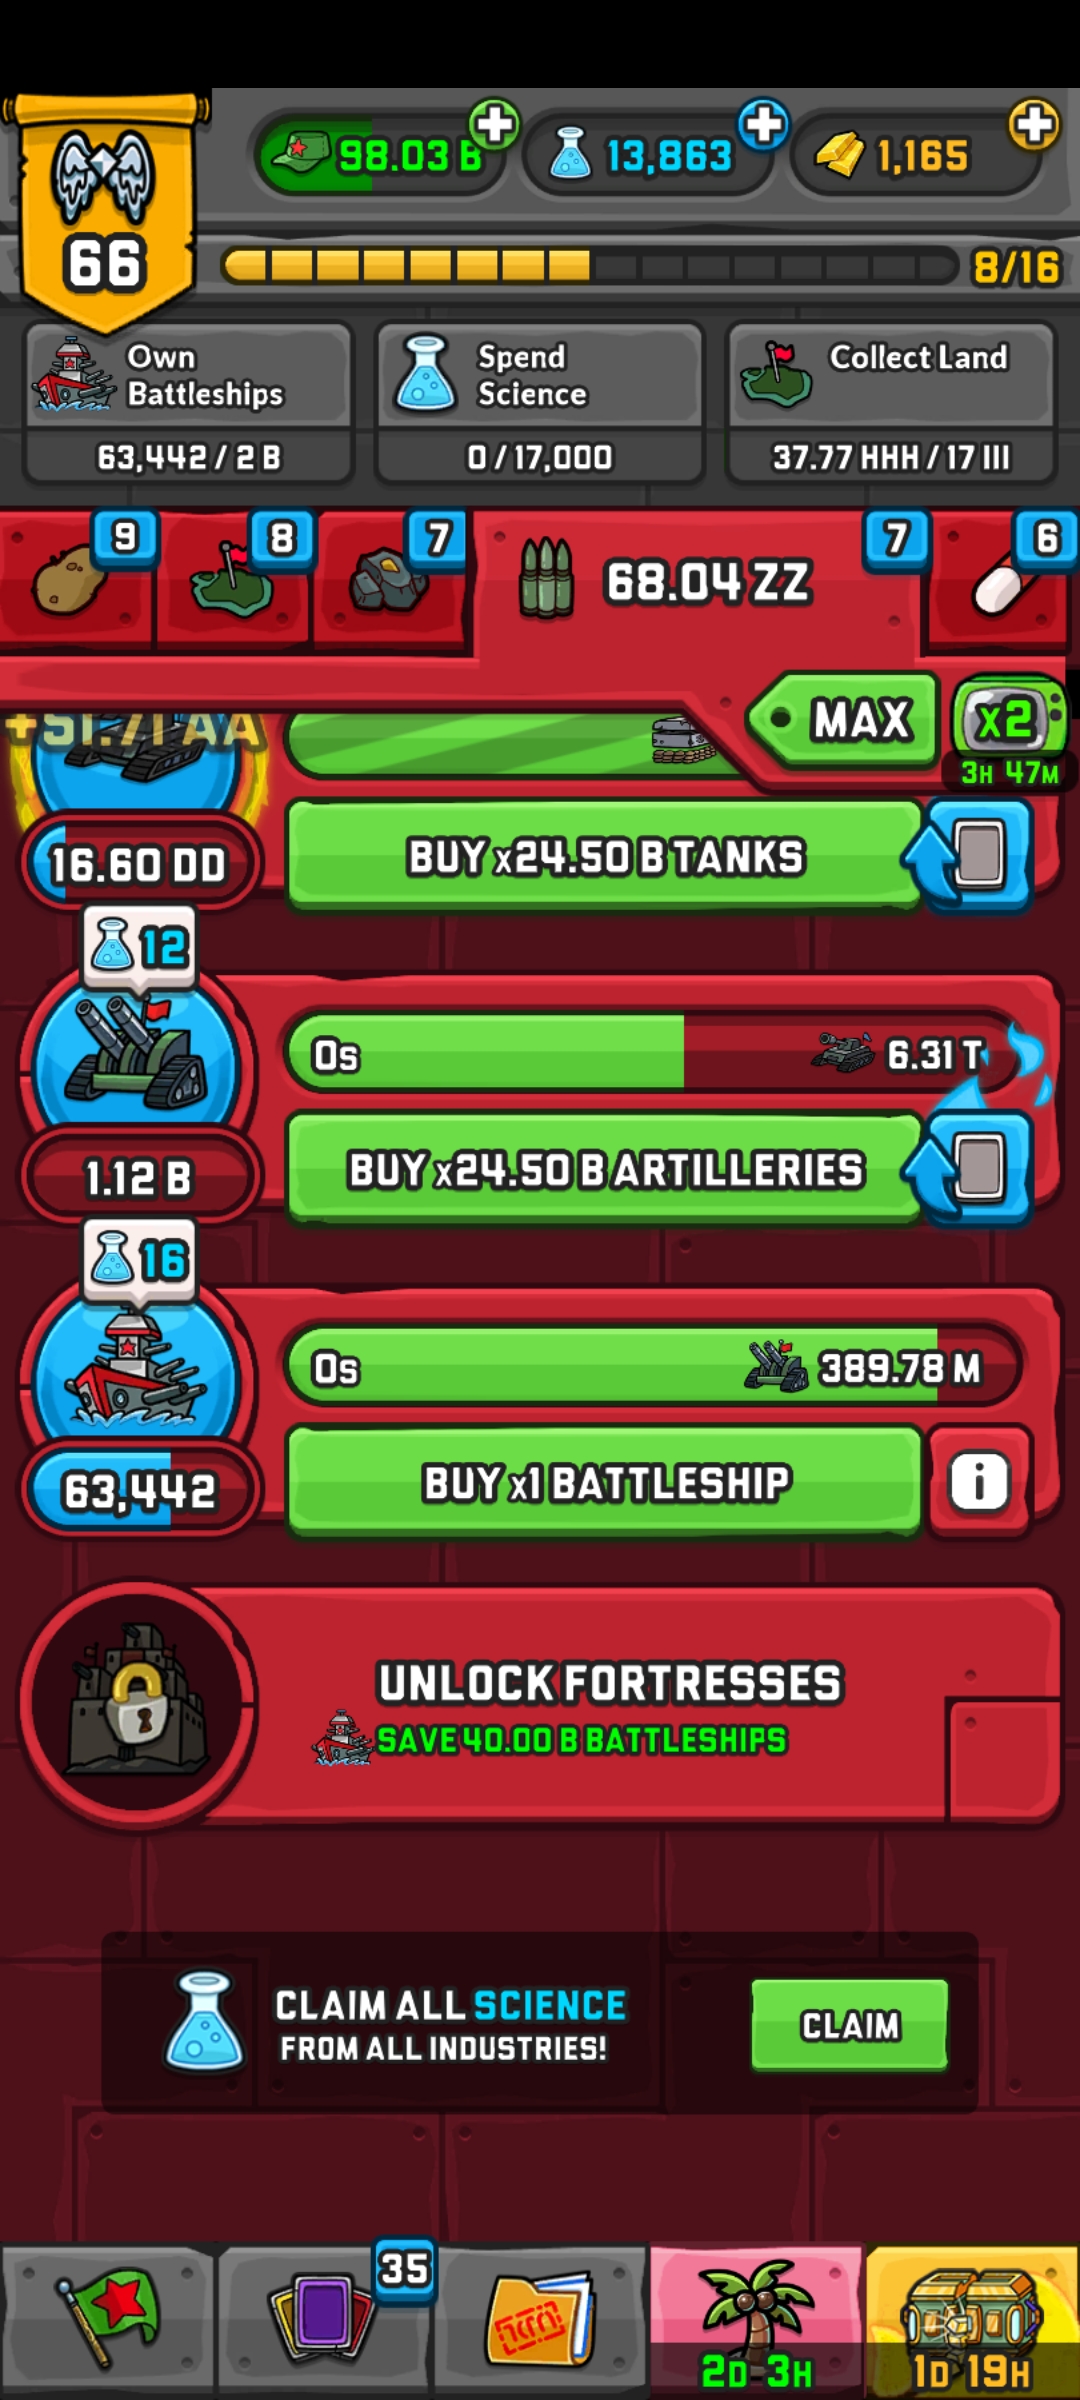 98.03 B
13,863
1,165
66
8/16
Own
Battleships
63,442 / 2 B
Spend
Science
0 / 17,000
Collect Land
37.77 HHH / 17 III
9
8
7
68.04 ZZ
7
6
MAX
x2
3H 47M
+51.71 AA
16.60 DD
BUY x24.50 B TANKS
12
0s
6.31 T
1.12 B
BUY x24.50 B ARTILLERIES
16
0s
389.78 M
63,442
BUY x1 BATTLESHIP
i
UNLOCK FORTRESSES
SAVE 40.00 B BATTLESHIPS
CLAIM ALL SCIENCE
FROM ALL INDUSTRIES!
CLAIM
35
2D 3H
1D 19H